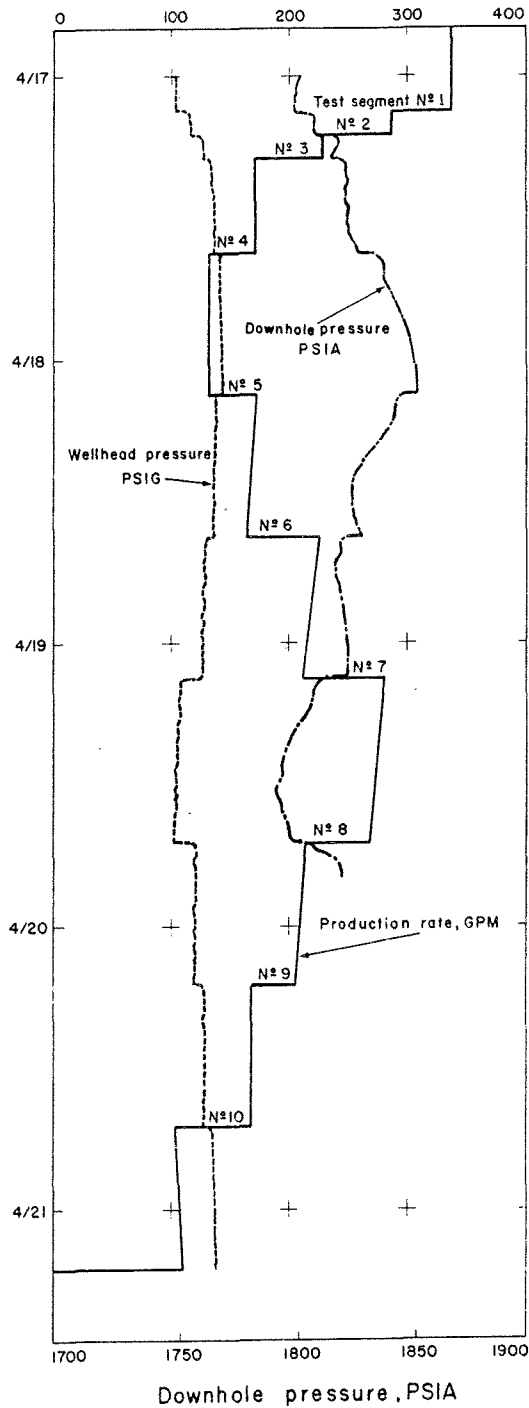 0 100 200 300 400
4/17
Test segment Nº 1
Nº 2
Nº 3
Nº 4
Downhole pressure
PSIA
4/18
Nº 5
Wellhead pressure
PSIG
Nº 6
4/19
Nº 7
Nº 8
4/20
Production rate, GPM
Nº 9
Nº 10
4/21
1700 1750 1800 1850 1900
Downhole pressure, PSIA